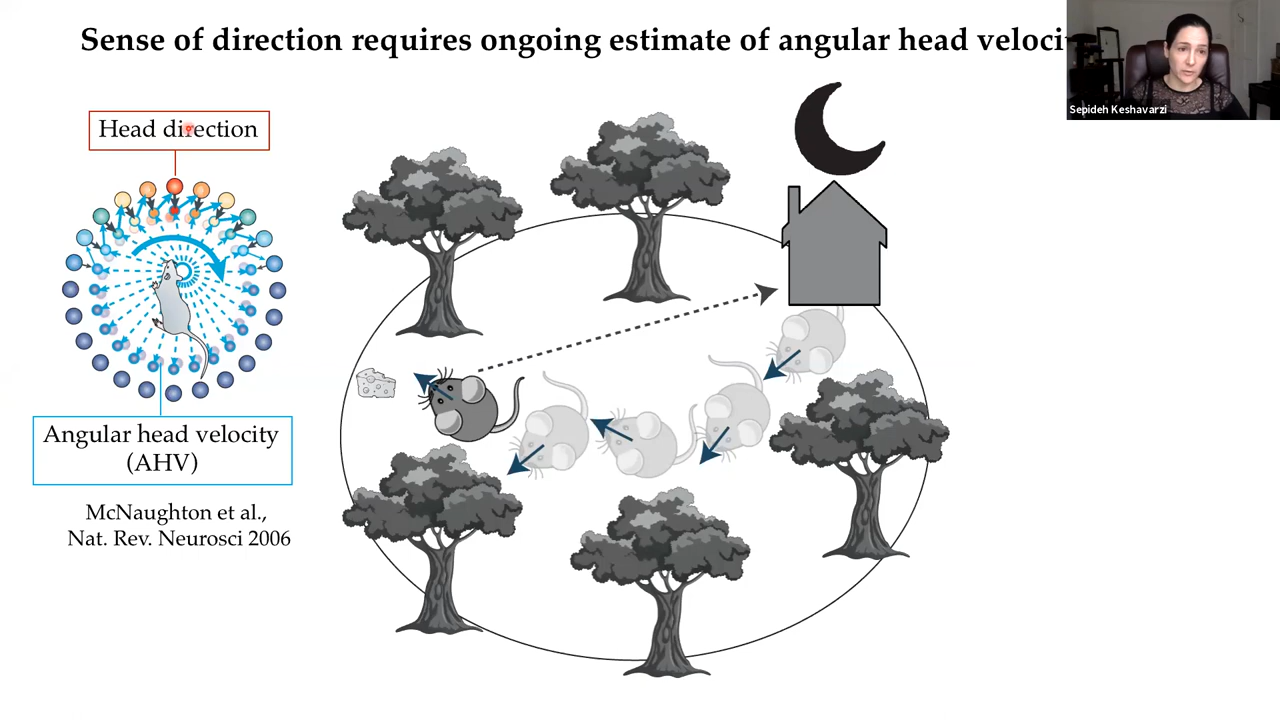 Sense of direction requires ongoing estimate of angular head veloci
Sepideh Keshavarzi
Head direction
Angular head velocity
(AHV)
McNaughton et al.,
Nat. Rev. Neurosci 2006